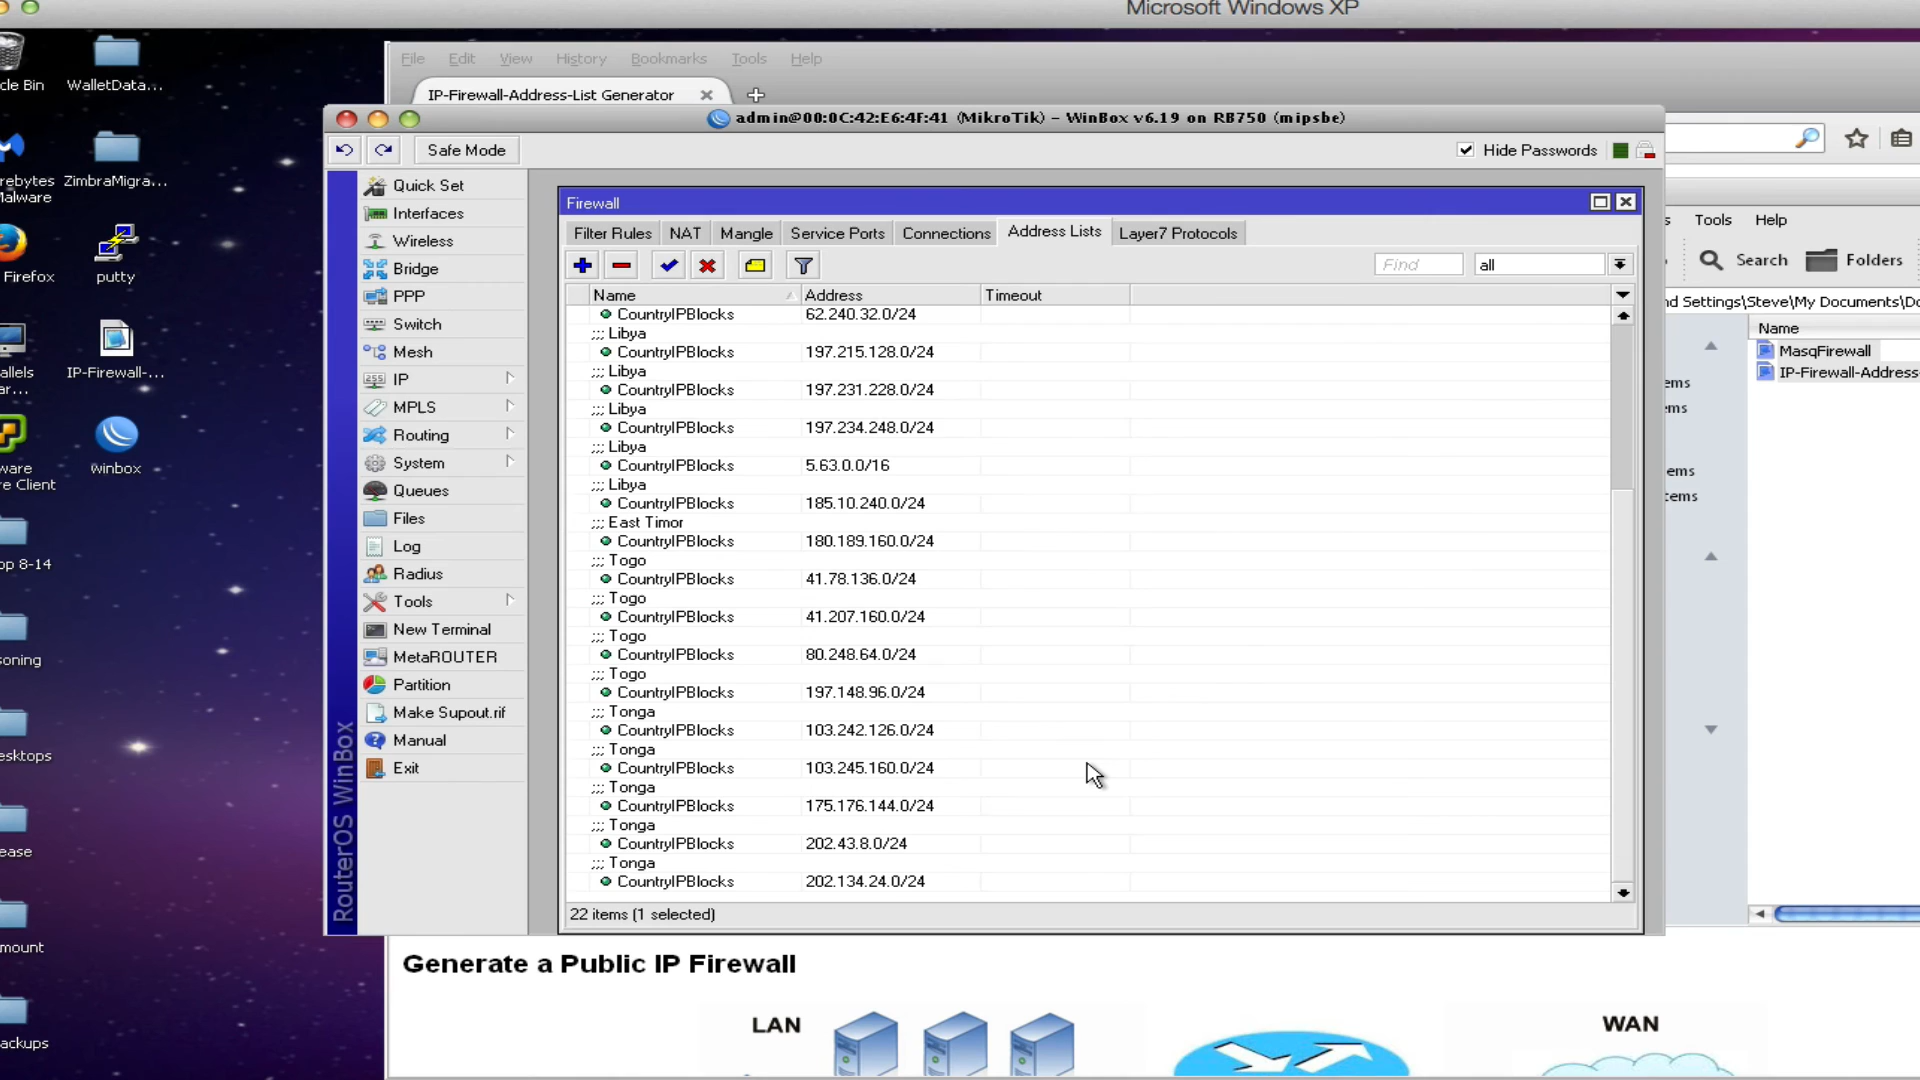 Microsoft Windows XP
cle Bin
WalletData...
File Edit View History Bookmarks Tools Help
IP-Firewall-Address-List Generator
admin@00:0C:42:E6:4F:41 (MikroTik) - WinBox v6.19 on RB750 (mipsbe)
Safe Mode
Hide Passwords
rebytes
Malware
ZimbraMigra...
Firefox
putty
allels
ar...
IP-Firewall-...
ware
re Client
winbox
op 8-14
oning
esktops
ease
mount
ackups
RouterOS WinBox
Quick Set
Interfaces
Wireless
Bridge
PPP
Switch
Mesh
IP
MPLS
Routing
System
Queues
Files
Log
Radius
Tools
New Terminal
MetaROUTER
Partition
Make Supout.rif
Manual
Exit
Firewall
Filter Rules NAT Mangle Service Ports Connections Address Lists Layer7 Protocols
Find all
Name Address Timeout
CountryIPBlocks 62.240.32.0/24
;;; Libya
CountryIPBlocks 197.215.128.0/24
;;; Libya
CountryIPBlocks 197.231.228.0/24
;;; Libya
CountryIPBlocks 197.234.248.0/24
;;; Libya
CountryIPBlocks 5.63.0.0/16
;;; Libya
CountryIPBlocks 185.10.240.0/24
;;; East Timor
CountryIPBlocks 180.189.160.0/24
;;; Togo
CountryIPBlocks 41.78.136.0/24
;;; Togo
CountryIPBlocks 41.207.160.0/24
;;; Togo
CountryIPBlocks 80.248.64.0/24
;;; Togo
CountryIPBlocks 197.148.96.0/24
;;; Tonga
CountryIPBlocks 103.242.126.0/24
;;; Tonga
CountryIPBlocks 103.245.160.0/24
;;; Tonga
CountryIPBlocks 175.176.144.0/24
;;; Tonga
CountryIPBlocks 202.43.8.0/24
;;; Tonga
CountryIPBlocks 202.134.24.0/24
22 items (1 selected)
s Tools Help
Search Folders
nd Settings\Steve\My Documents\Do
Name
MasqFirewall
IP-Firewall-Address-
ems
ms
ems
tems
Generate a Public IP Firewall
LAN
WAN